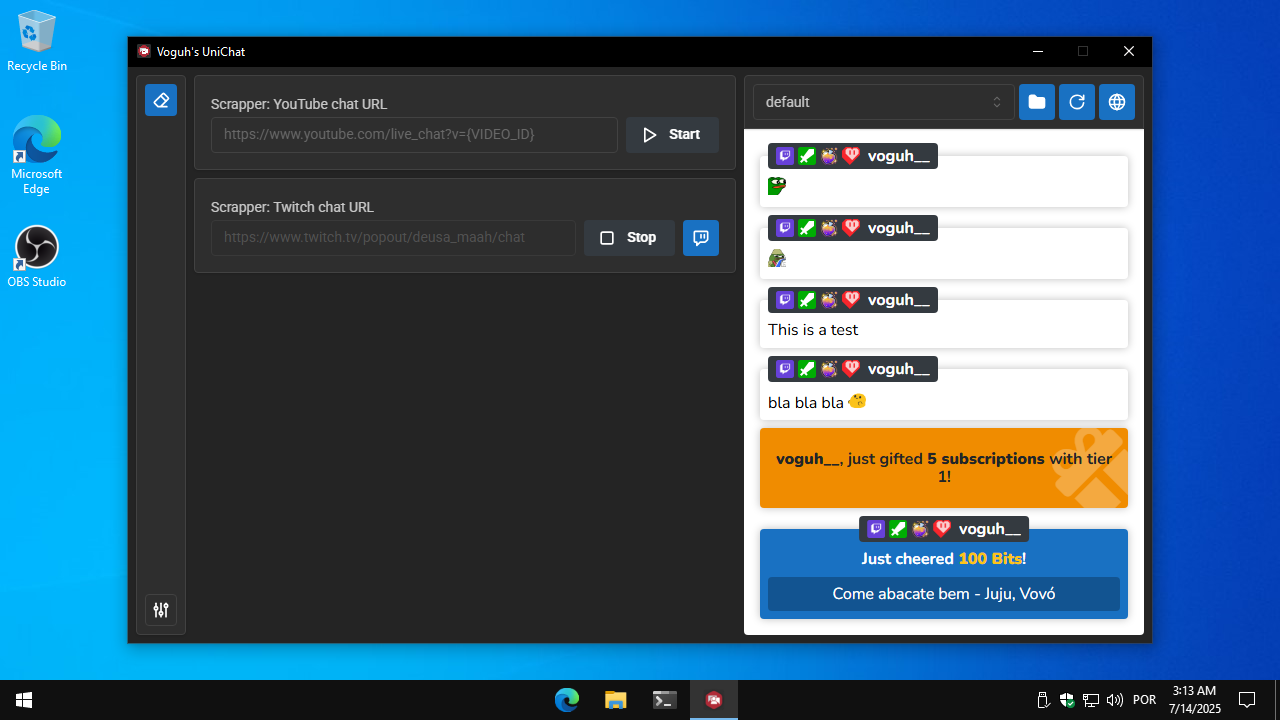 Recycle Bin
Microsoft
Edge
OBS Studio
Voguh's UniChat
Scrapper: YouTube chat URL
https://www.youtube.com/live_chat?v={VIDEO_ID}
Start
Scrapper: Twitch chat URL
https://www.twitch.tv/popout/deusa_maah/chat
Stop
default
voguh__
voguh__
voguh__
This is a test
voguh__
bla bla bla
voguh__, just gifted 5 subscriptions with tier
1!
voguh__
Just cheered 100 Bits!
Come abacate bem - Juju, Vovó
POR
3:13 AM
7/14/2025